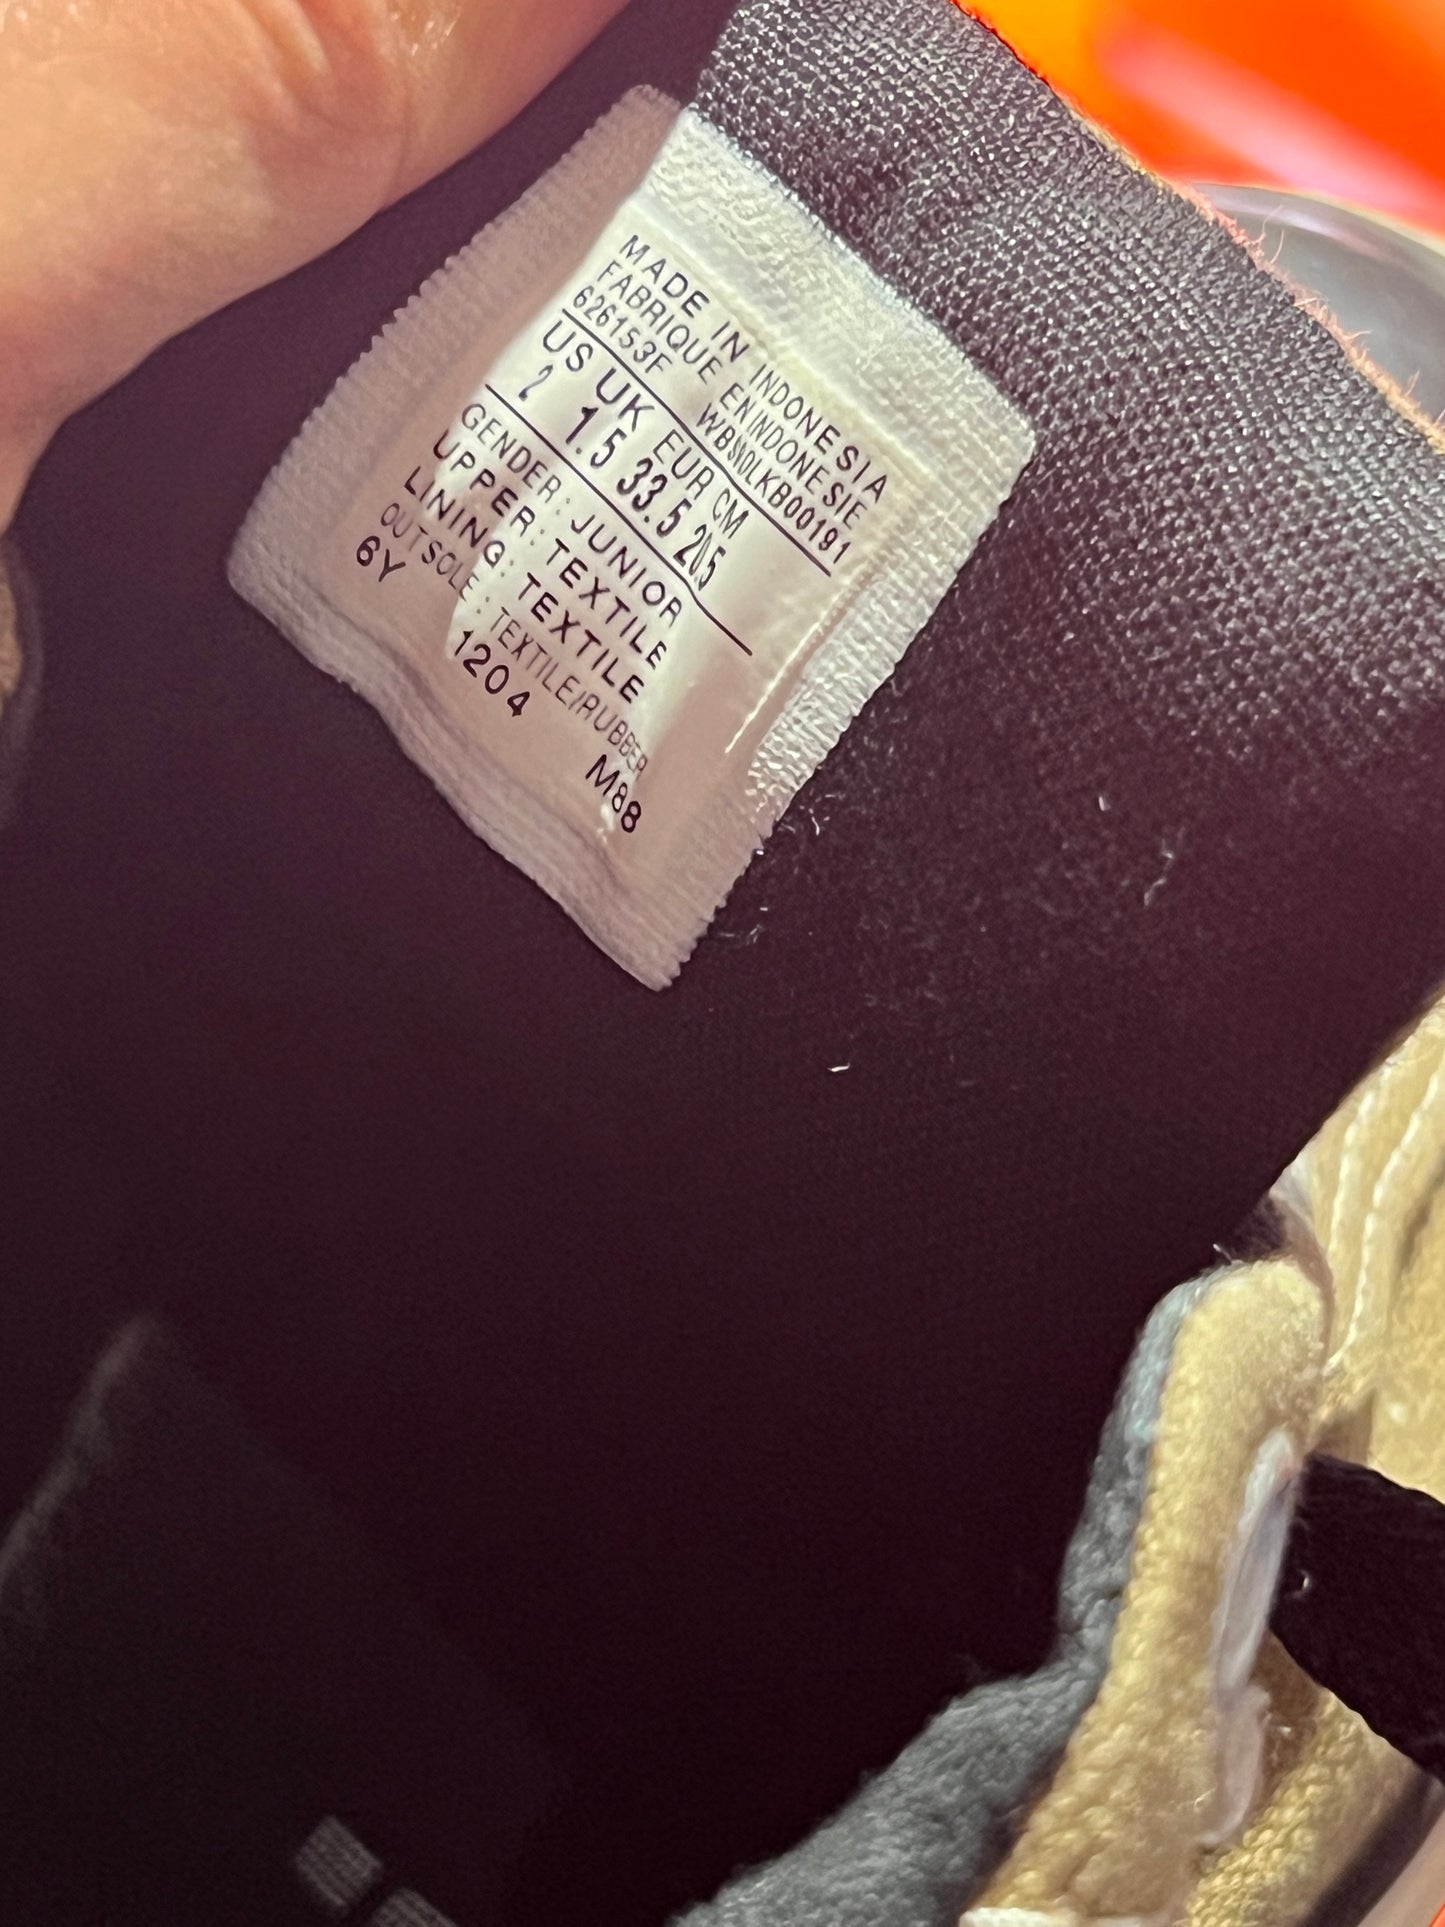 MADE IN INDONESIA
FABRIQUE EN INDONESIE
626153F WBSIDLKB00191
US UK EUR CM
2 1.5 33.5 20.5
GENDER: JUNIOR
UPPER: TEXTILE
LINING: TEXTILE
OUTSOLE: TEXTILE/RUBBER
6Y 1204 M88